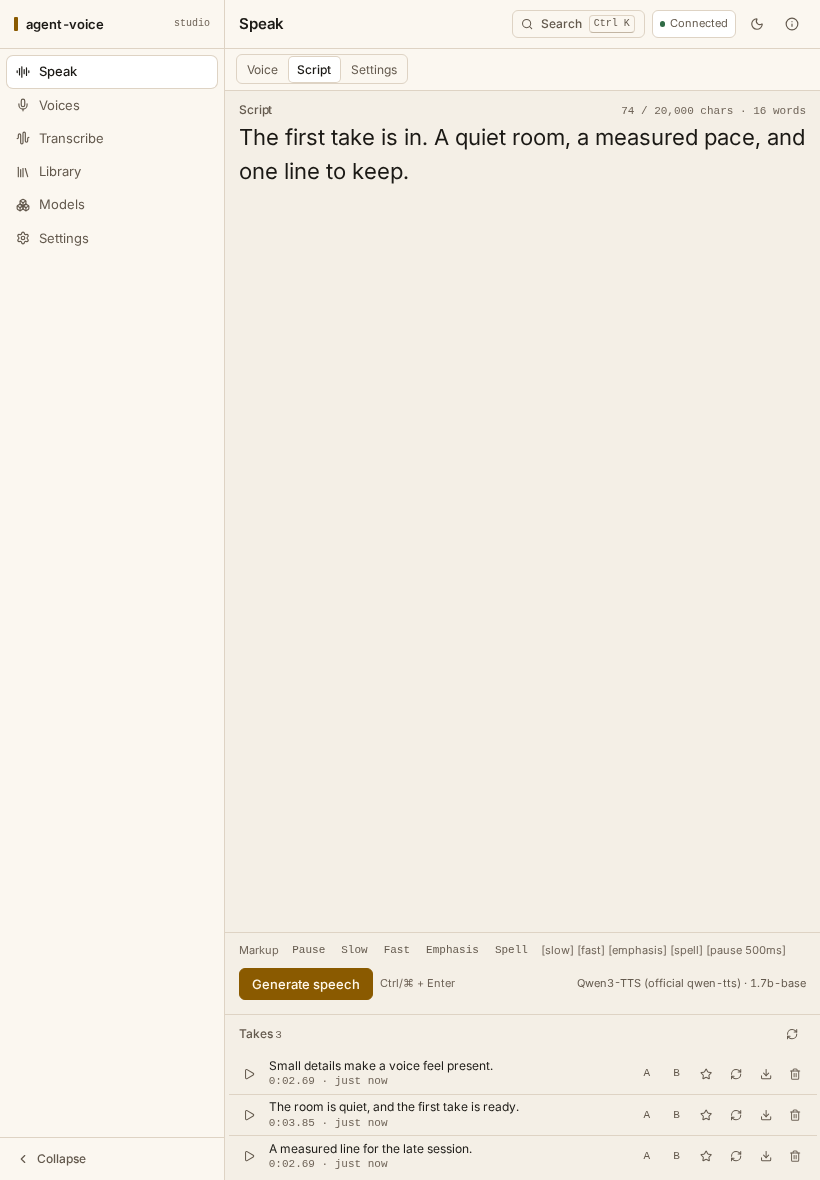 agent-voice
studio
Speak
Voices
Transcribe
Library
Models
Settings
Collapse
Speak
Search Ctrl K
Connected
Voice Script Settings
Script
74 / 20,000 chars · 16 words
The first take is in. A quiet room, a measured pace, and
one line to keep.
Markup Pause Slow Fast Emphasis Spell [slow] [fast] [emphasis] [spell] [pause 500ms]
Generate speech Ctrl/⌘ + Enter
Qwen3-TTS (official qwen-tts) · 1.7b-base
Takes 3
Small details make a voice feel present.
0:02.69 · just now
A B
The room is quiet, and the first take is ready.
0:03.85 · just now
A B
A measured line for the late session.
0:02.69 · just now
A B